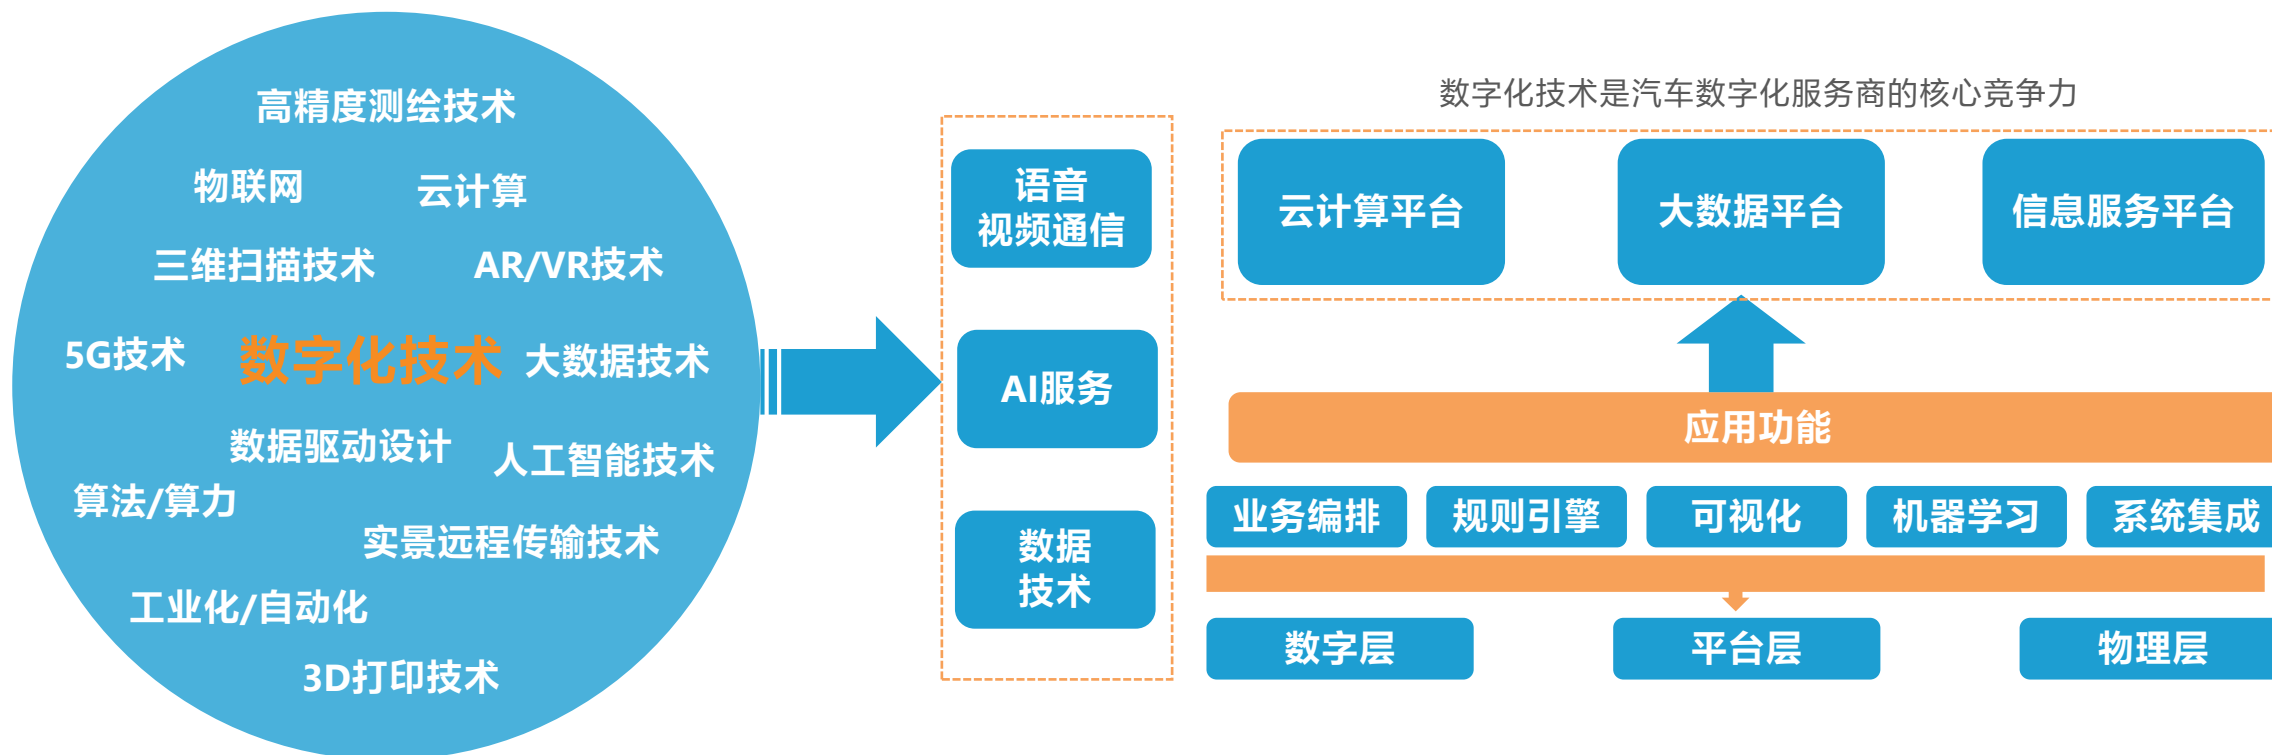 高精度测绘技术
物联网
云计算
三维扫描技术
AR/VR技术
5G技术
数字化技术
大数据技术
数据驱动设计
人工智能技术
算法/算力
实景远程传输技术
工业化/自动化
3D打印技术
语音
视频通信
AI服务
数据
技术
数字化技术是汽车数字化服务商的核心竞争力
云计算平台
大数据平台
信息服务平台
应用功能
业务编排
规则引擎
可视化
机器学习
系统集成
数字层
平台层
物理层